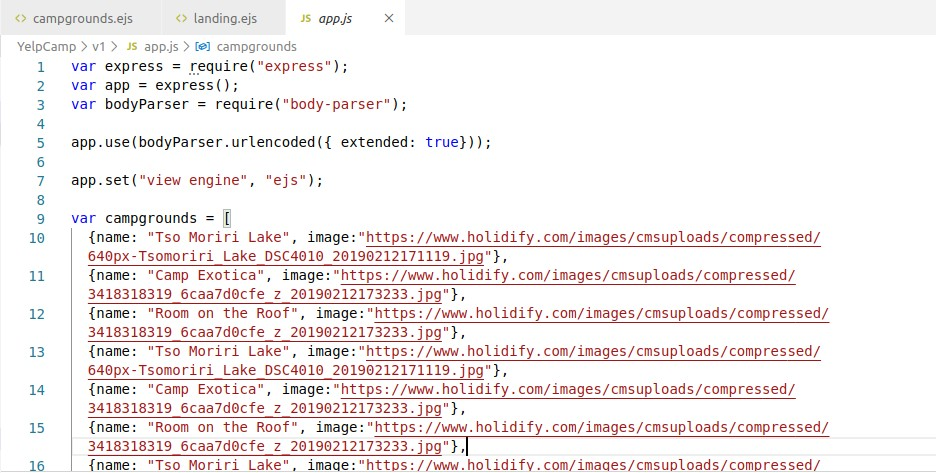 campgrounds.ejs landing.ejs JS app.js
YelpCamp > v1 > JS app.js > campgrounds
1 var express = require("express");
2 var app = express();
3 var bodyParser = require("body-parser");
4
5 app.use(bodyParser.urlencoded({ extended: true}));
6
7 app.set("view engine", "ejs");
8
9 var campgrounds = [
10 {name: "Tso Moriri Lake", image:"https://www.holidify.com/images/cmsuploads/compressed/
640px-Tsomoriri_Lake_DSC4010_20190212171119.jpg"},
11 {name: "Camp Exotica", image:"https://www.holidify.com/images/cmsuploads/compressed/
3418318319_6caa7d0cfe_z_20190212173233.jpg"},
12 {name: "Room on the Roof", image:"https://www.holidify.com/images/cmsuploads/compressed/
3418318319_6caa7d0cfe_z_20190212173233.jpg"},
13 {name: "Tso Moriri Lake", image:"https://www.holidify.com/images/cmsuploads/compressed/
640px-Tsomoriri_Lake_DSC4010_20190212171119.jpg"},
14 {name: "Camp Exotica", image:"https://www.holidify.com/images/cmsuploads/compressed/
3418318319_6caa7d0cfe_z_20190212173233.jpg"},
15 {name: "Room on the Roof", image:"https://www.holidify.com/images/cmsuploads/compressed/
3418318319_6caa7d0cfe_z_20190212173233.jpg"},
16 {name: "Tso Moriri Lake", image:"https://www.holidify.com/images/cmsuploads/compressed/